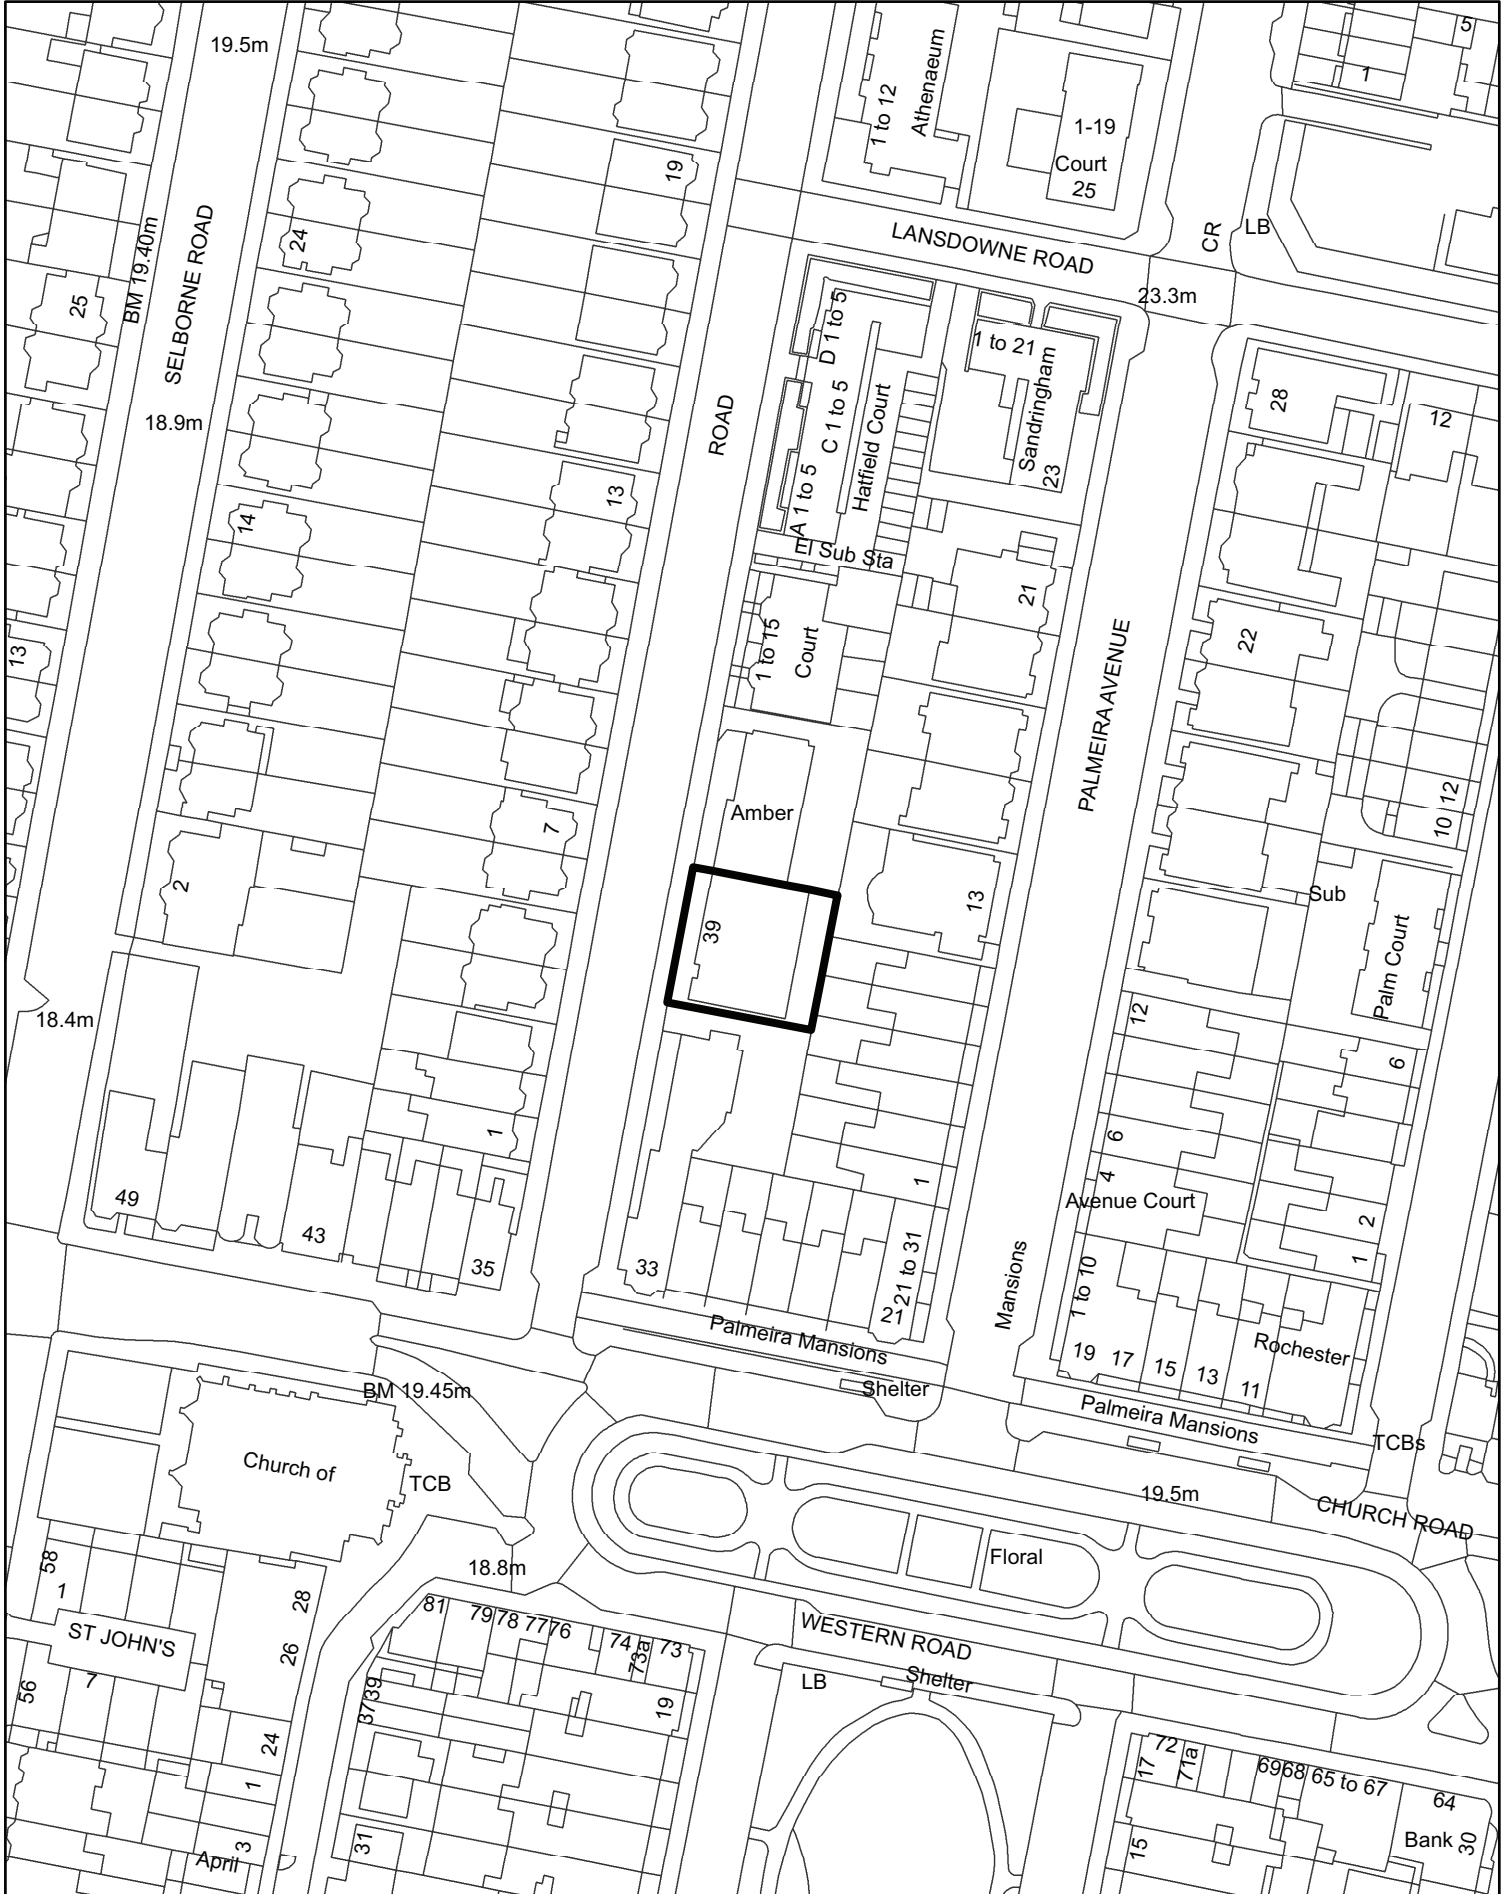 19.5m
5
1
1 to 12
Athenaeum
1-19
Court
25
19
24
BM 19.40m
SELBORNE ROAD
25
LANSDOWNE ROAD
CR
LB
23.3m
D 1 to 5
1 to 21
Sandringham
23
C 1 to 5
Hatfield Court
A 1 to 5
28
12
18.9m
ROAD
13
14
El Sub Sta
21
1 to 15
Court
22
13
PALMEIRA AVENUE
Amber
7
12
10
2
39
13
Sub
Palm Court
18.4m
12
6
1
6
4
Avenue Court
1
49
43
35
33
21 to 31
21
Mansions
1 to 10
2
1
Palmeira Mansions
19
17
15
13
11
Rochester
BM 19.45m
Shelter
Palmeira Mansions
TCBs
Church of
TCB
19.5m
CHURCH ROAD
58
1
18.8m
Floral
28
81
79
78
77
76
74
73a
73
WESTERN ROAD
ST JOHN'S
26
7
56
39
37
LB
Shelter
19
24
1
72
17
71a
69
68
65 to 67
64
Bank
30
3
April
31
15